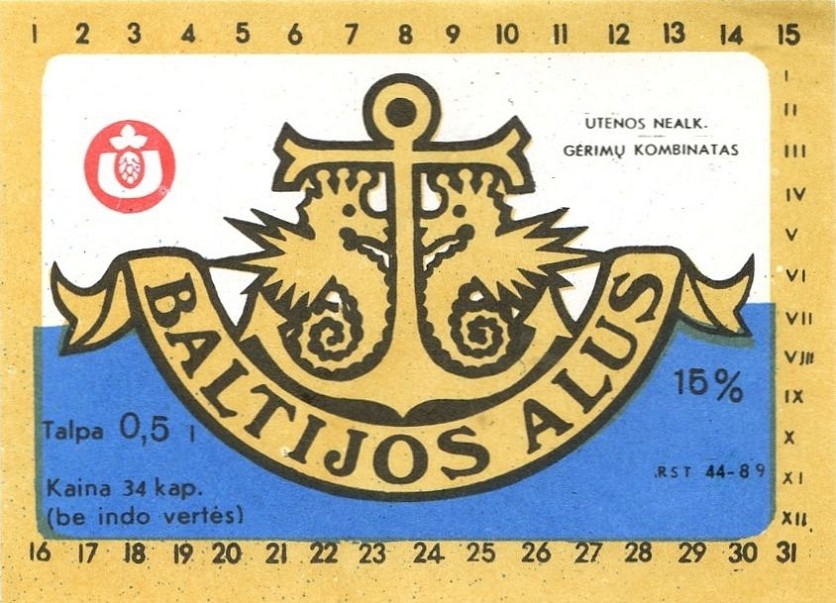 1 2 3 4 5 6 7 8 9 10 11 12 13 14 15
I
II
III
IV
V
VI
VII
VIII
IX
X
XI
XII
UTENOS NEALK.
GĖRIMŲ KOMBINATAS
BALTIJOS ALUS
15%
Talpa 0,5 l
RST 44-89
Kaina 34 kap.
(be indo vertės)
16 17 18 19 20 21 22 23 24 25 26 27 28 29 30 31